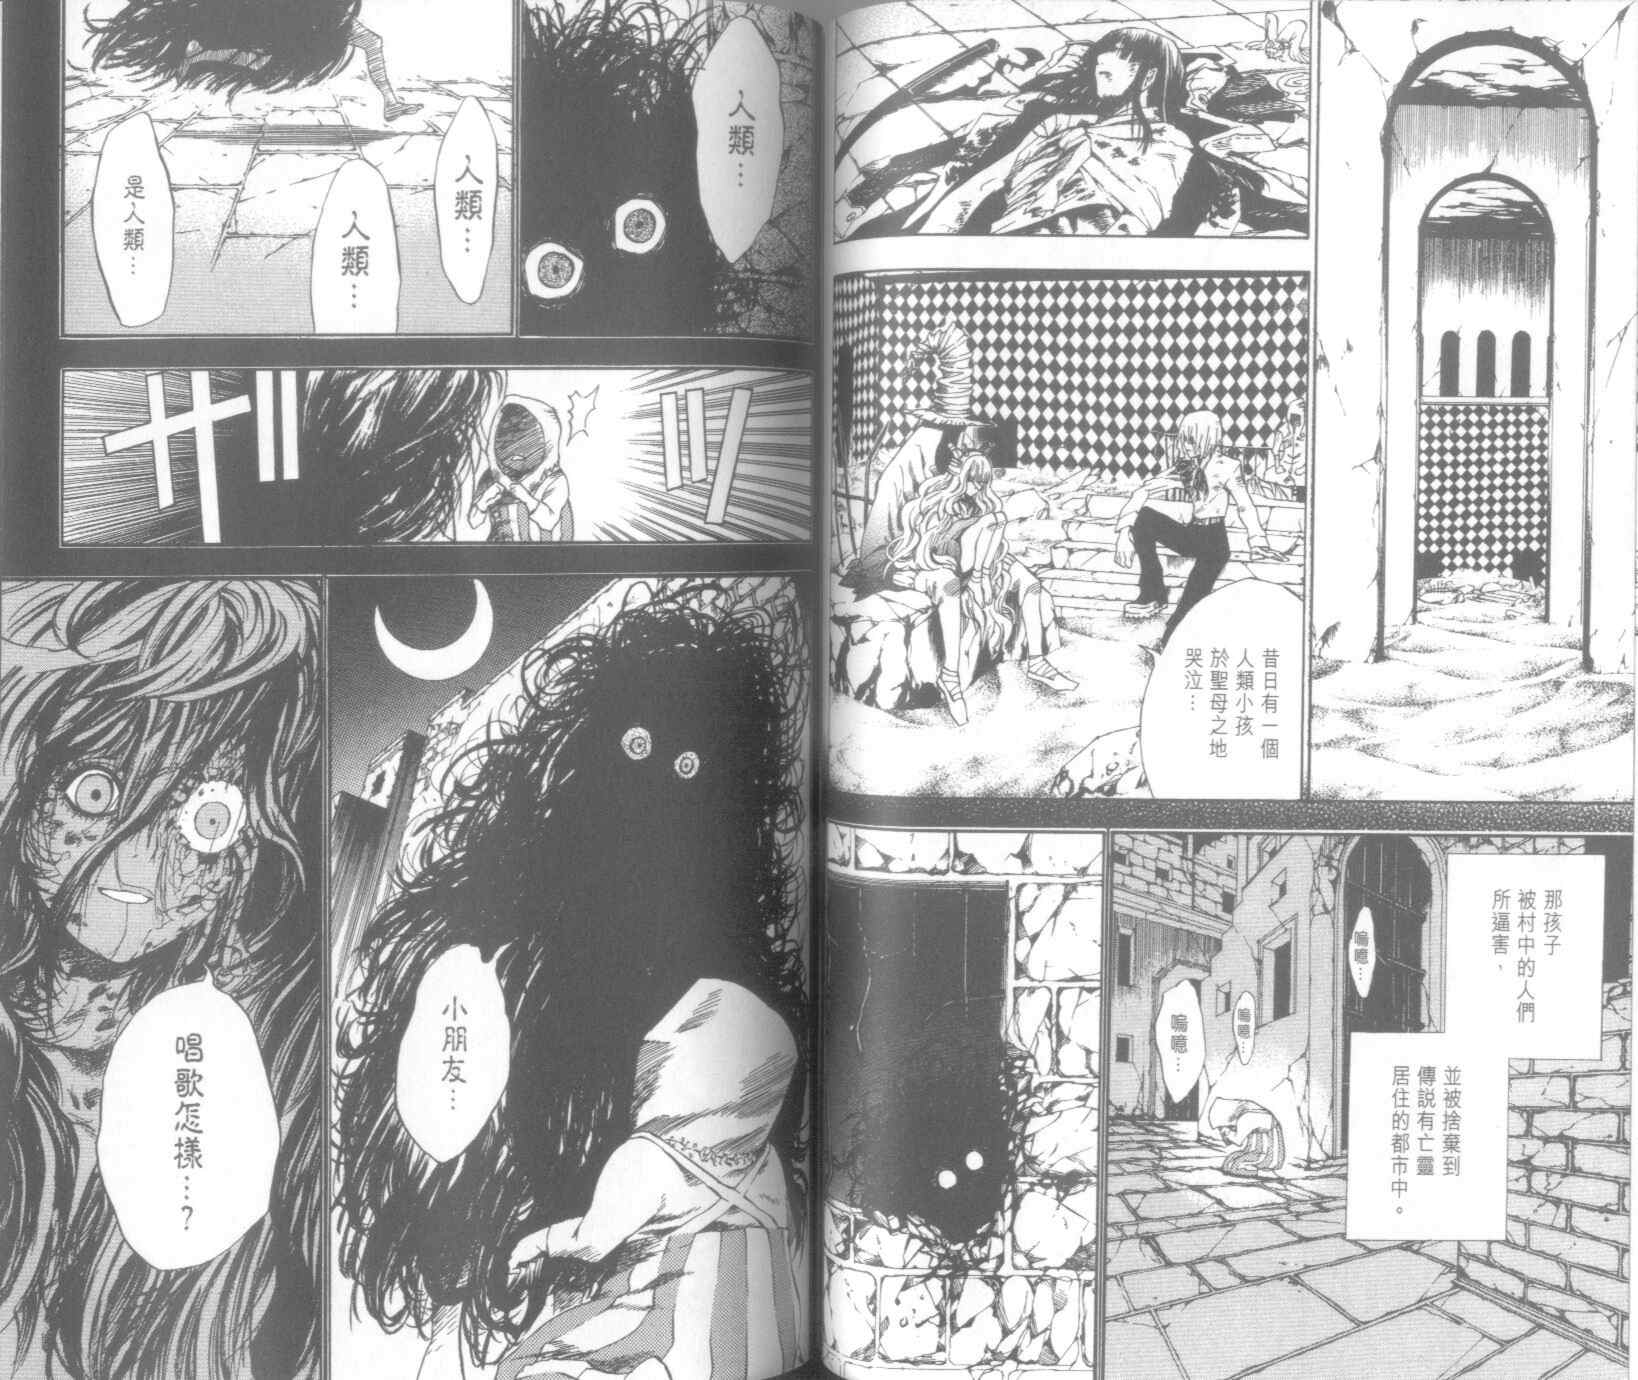 昔日有一個
人類小孩
於聖母之地
哭泣…
那孩子
被村中的人們
所逼害，
並被捨棄到
傳說有亡靈
居住的都市中。
嗚噫…
嗚噫…
嗚噫…
人類…
人類…
人類…
是人類…
ザッ
小朋友…
唱歌怎樣…？